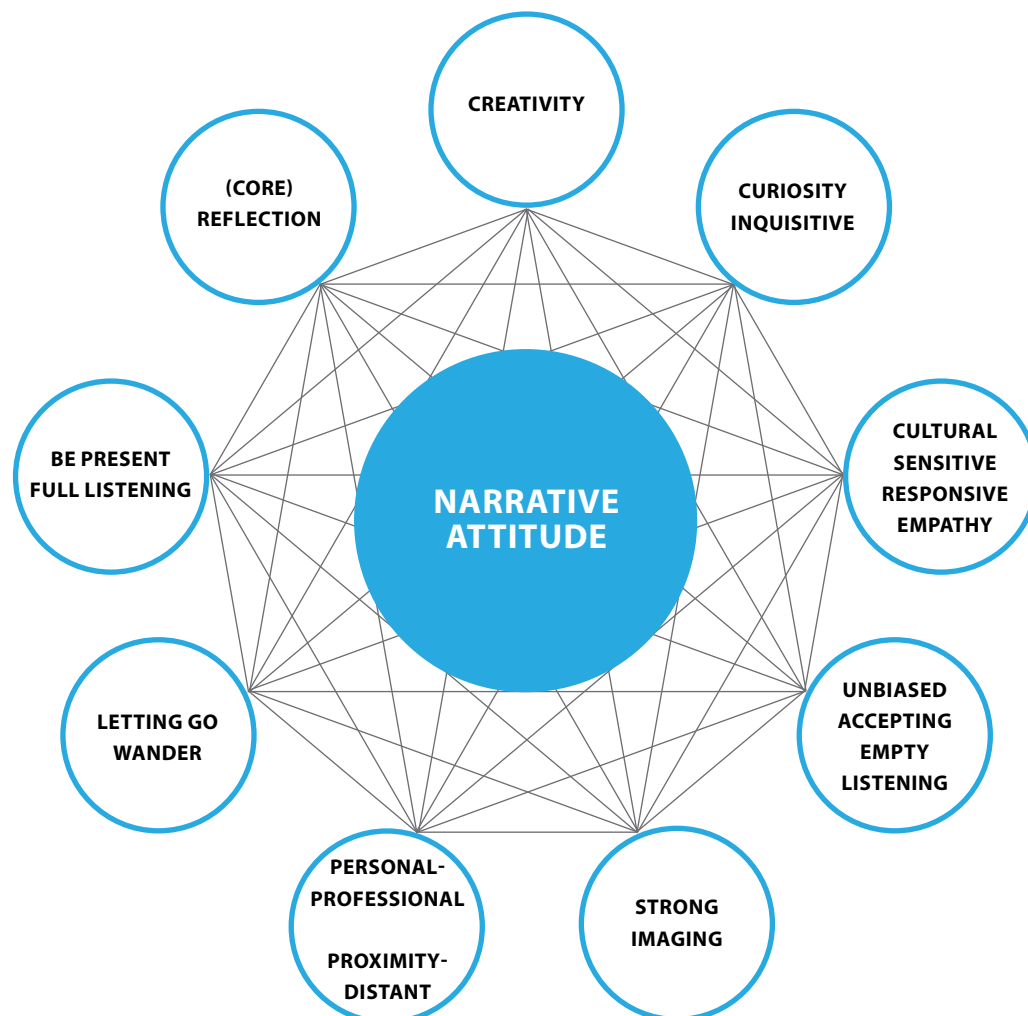 CREATIVITY
CURIOSITY
INQUISITIVE
CULTURAL
SENSITIVE
RESPONSIVE
EMPATHY
UNBIASED
ACCEPTING
EMPTY
LISTENING
STRONG
IMAGING
PERSONAL-
PROFESSIONAL
PROXIMITY-
DISTANT
LETTING GO
WANDER
BE PRESENT
FULL LISTENING
(CORE)
REFLECTION
NARRATIVE
ATTITUDE